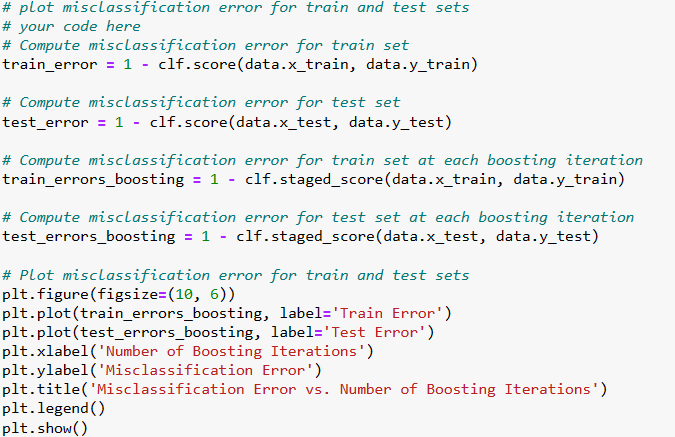 # plot misclassification error for train and test sets
# your code here
# Compute misclassification error for train set
train_error = 1 - clf.score(data.x_train, data.y_train)
# Compute misclassification error for test set
test_error = 1 - clf.score(data.x_test, data.y_test)
# Compute misclassification error for train set at each boosting iteration
train_errors_boosting = 1 - clf.staged_score(data.x_train, data.y_train)
# Compute misclassification error for test set at each boosting iteration
test_errors_boosting = 1 - clf.staged_score(data.x_test, data.y_test)
# Plot misclassification error for train and test sets
plt.figure(figsize=(10, 6))
plt.plot(train_errors_boosting, label='Train Error')
plt.plot(test_errors_boosting, label='Test Error')
plt.xlabel('Number of Boosting Iterations')
plt.ylabel('Misclassification Error')
plt.title('Misclassification Error vs. Number of Boosting Iterations')
plt.legend()
plt.show()